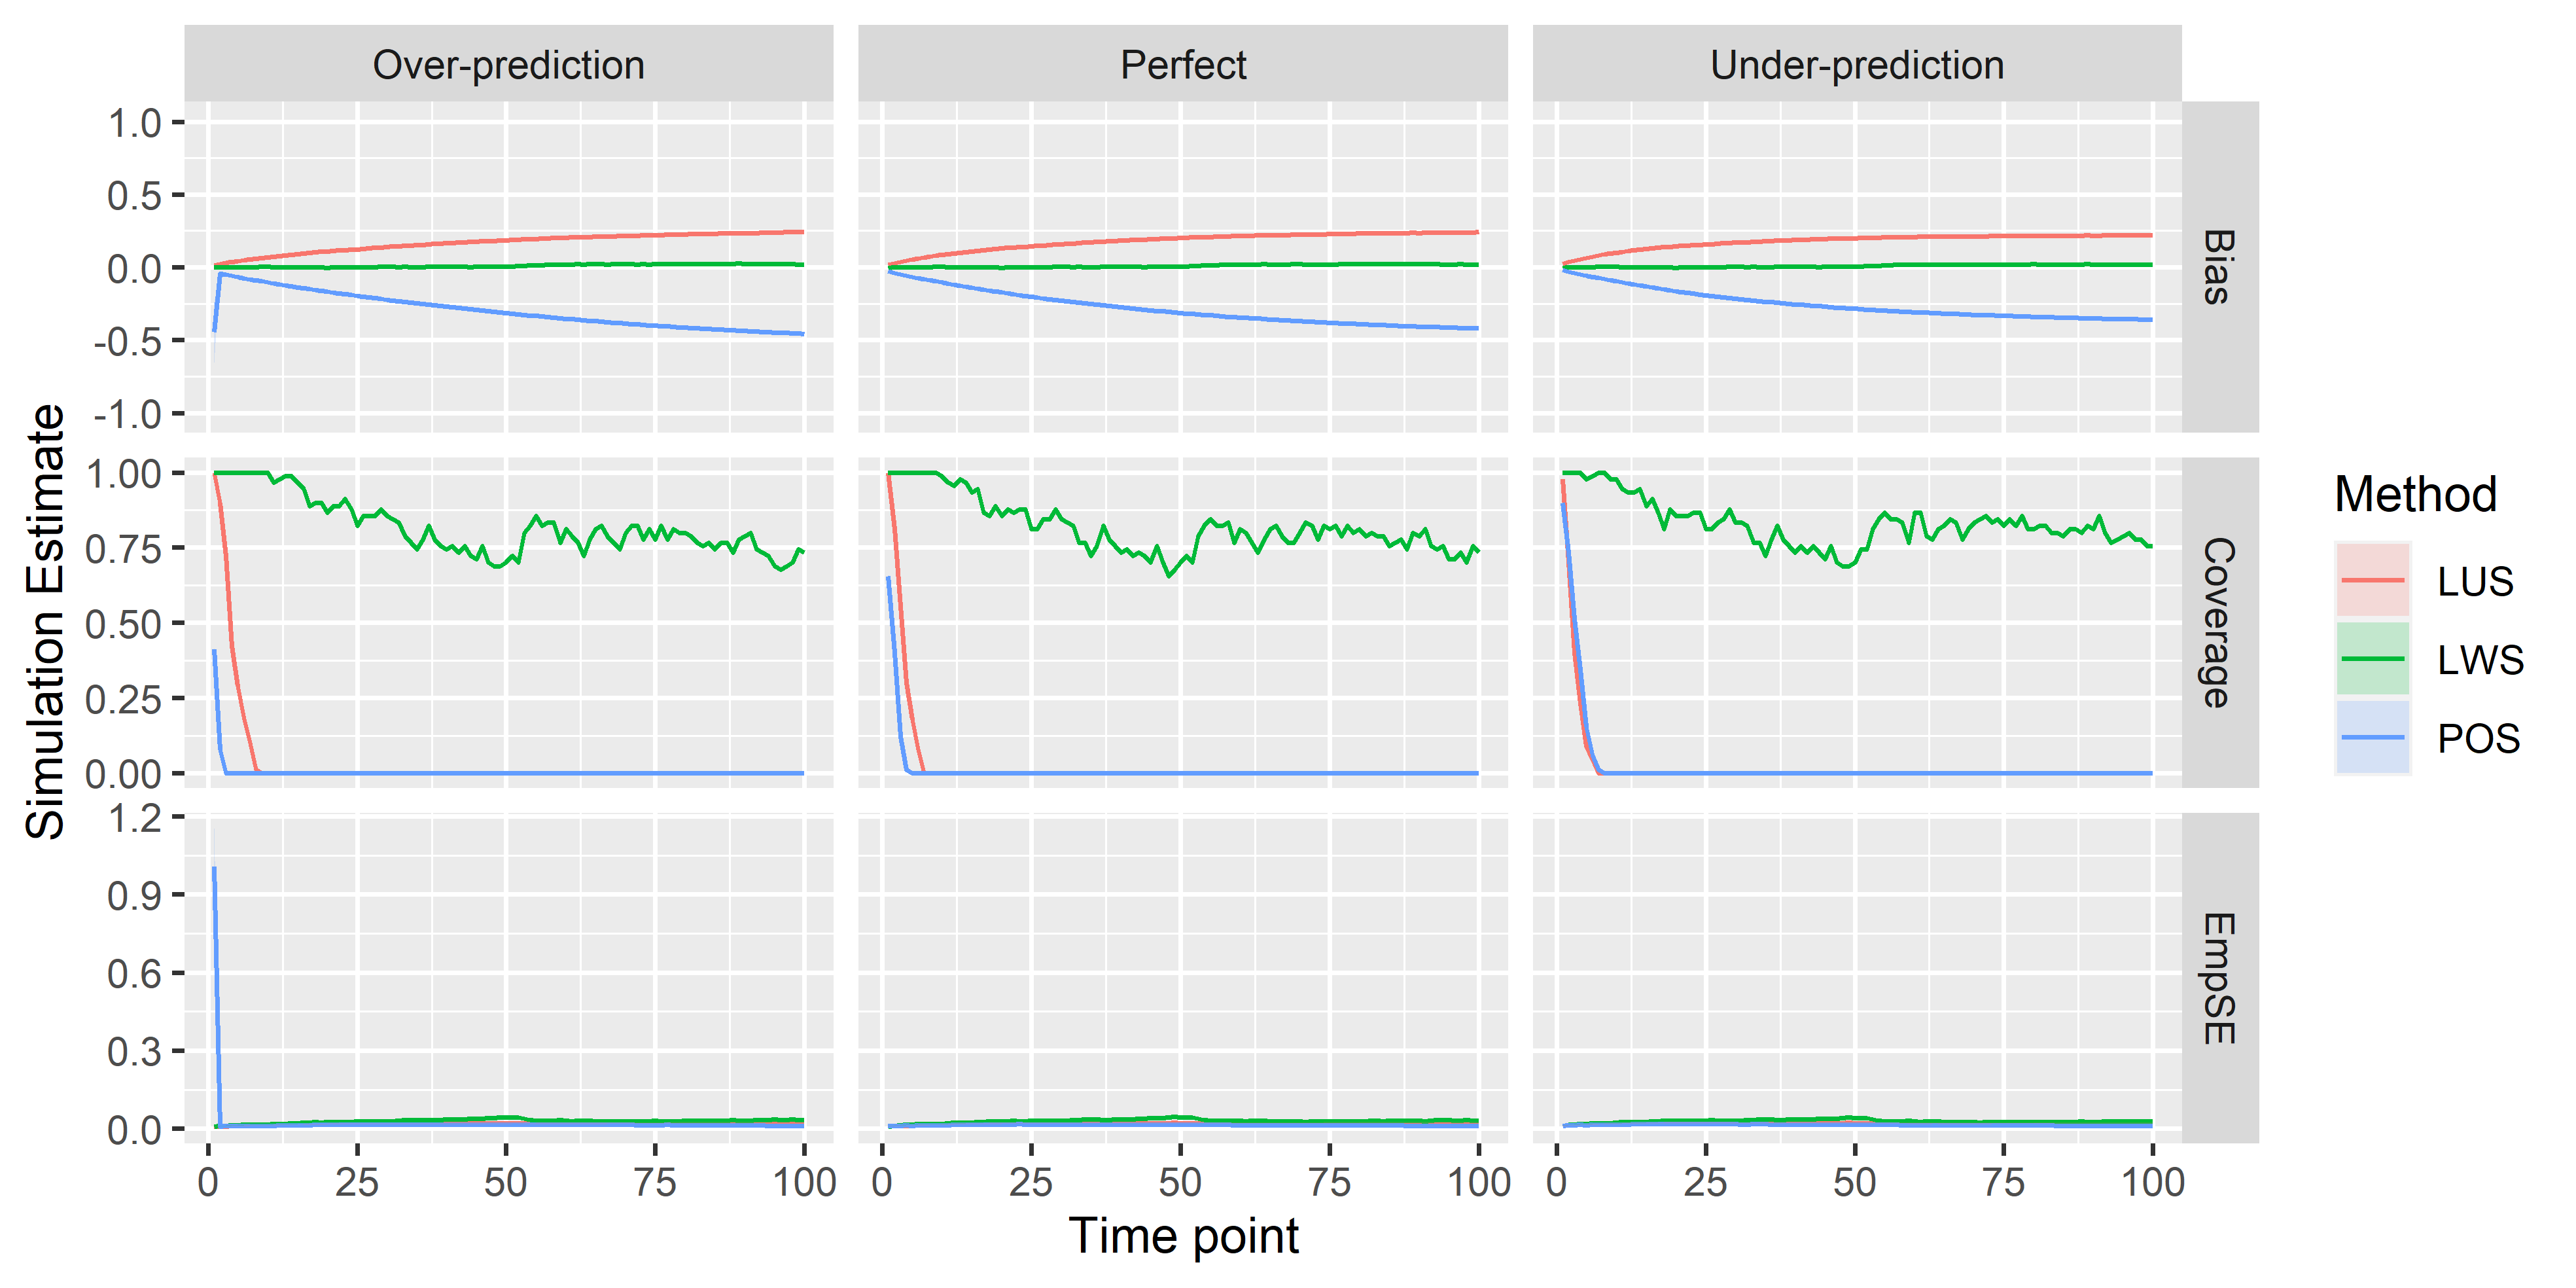 Over-prediction
Perfect
Under-prediction
1.0
0.5
0.0
-0.5
-1.0
Bias
1.00
0.75
0.50
0.25
0.00
Coverage
1.2
0.9
0.6
0.3
0.0
EmpSE
0 25 50 75 100
0 25 50 75 100
0 25 50 75 100
Time point
Simulation Estimate
Method
LUS
LWS
POS